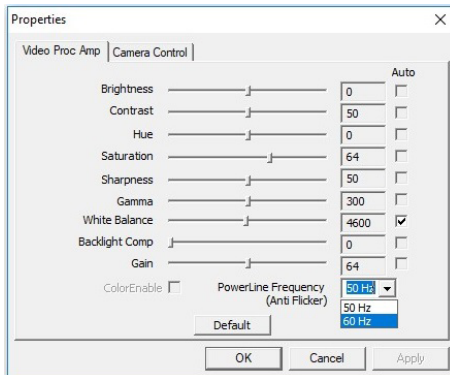 Properties
Video Proc Amp Camera Control
Auto
Brightness 0
Contrast 50
Hue 0
Saturation 64
Sharpness 50
Gamma 300
White Balance 4600
Backlight Comp 0
Gain 64
ColorEnable PowerLine Frequency 50 Hz
(Anti Flicker)
50 Hz
60 Hz
Default
OK Cancel Apply